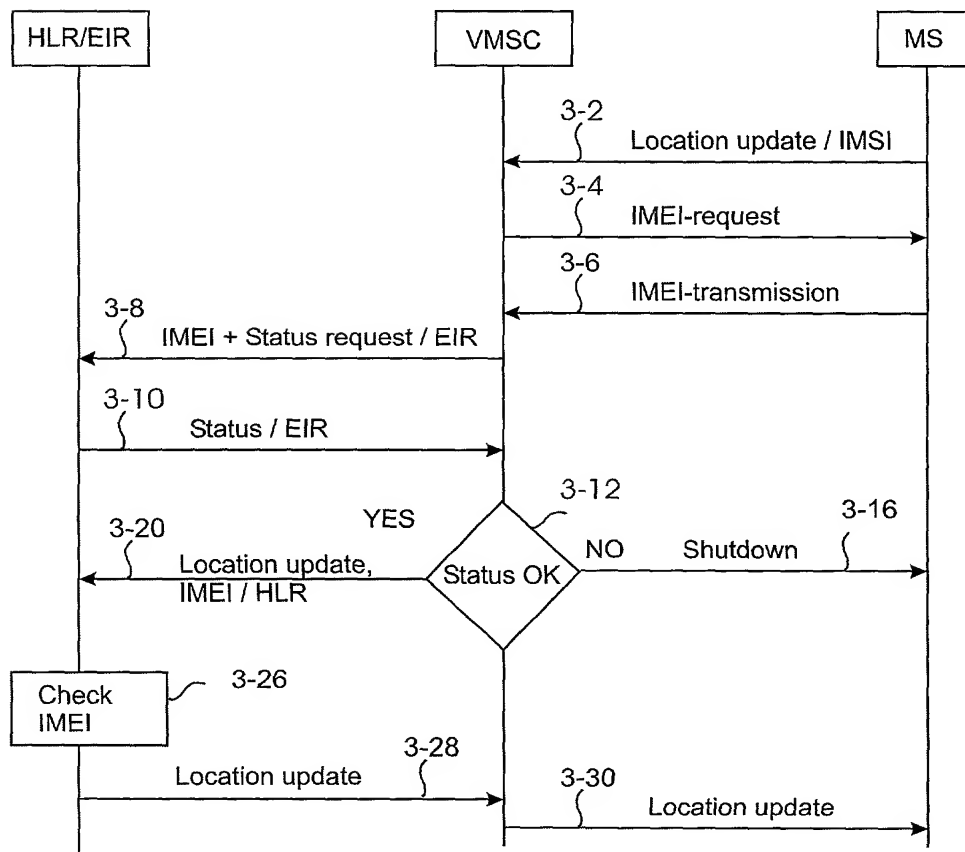 HLR/EIR
VMSC
MS
3-2
Location update / IMSI
3-4
IMEI-request
3-6
IMEI-transmission
3-8
IMEI + Status request / EIR
3-10
Status / EIR
3-12
YES
3-16
3-20
NO
Shutdown
Location update,
IMEI / HLR
Status OK
3-26
Check
IMEI
3-28
Location update
3-30
Location update